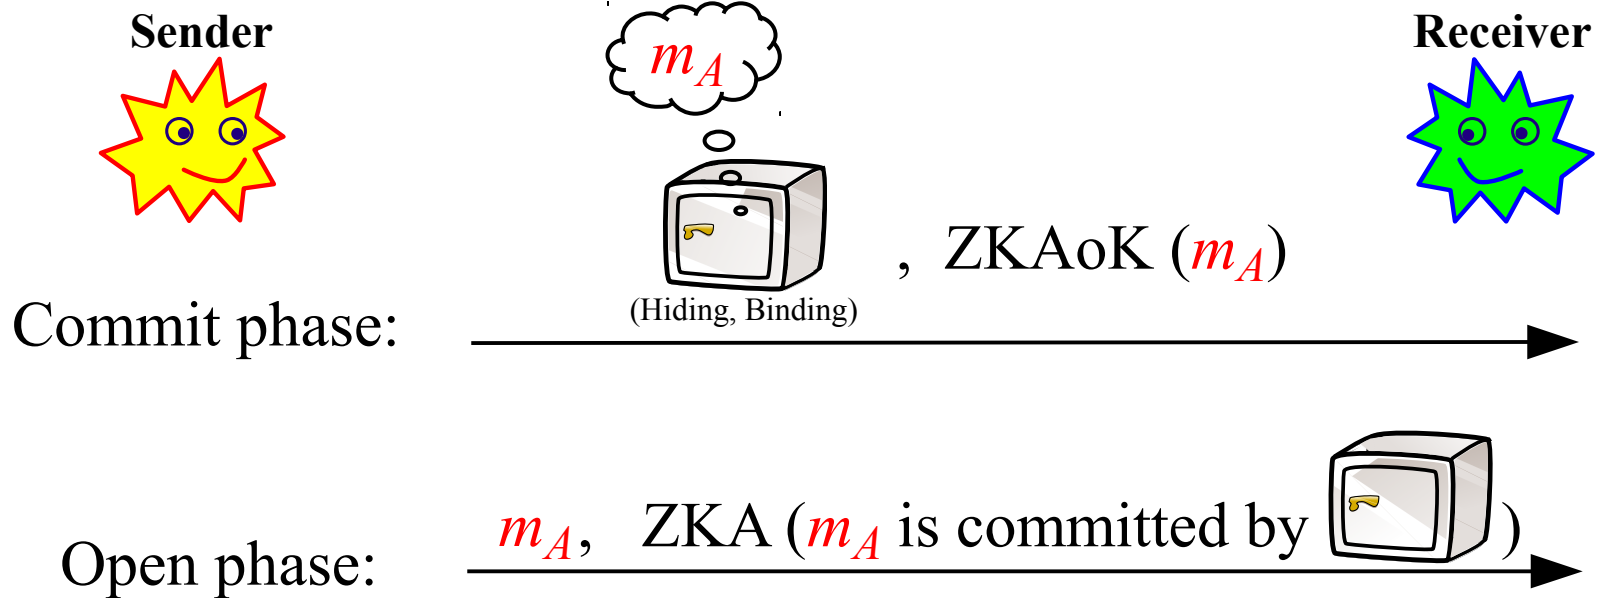 Sender
Receiver
m_A
, ZKAoK (m_A)
(Hiding, Binding)
Commit phase:
m_A, ZKA (m_A is committed by )
Open phase: